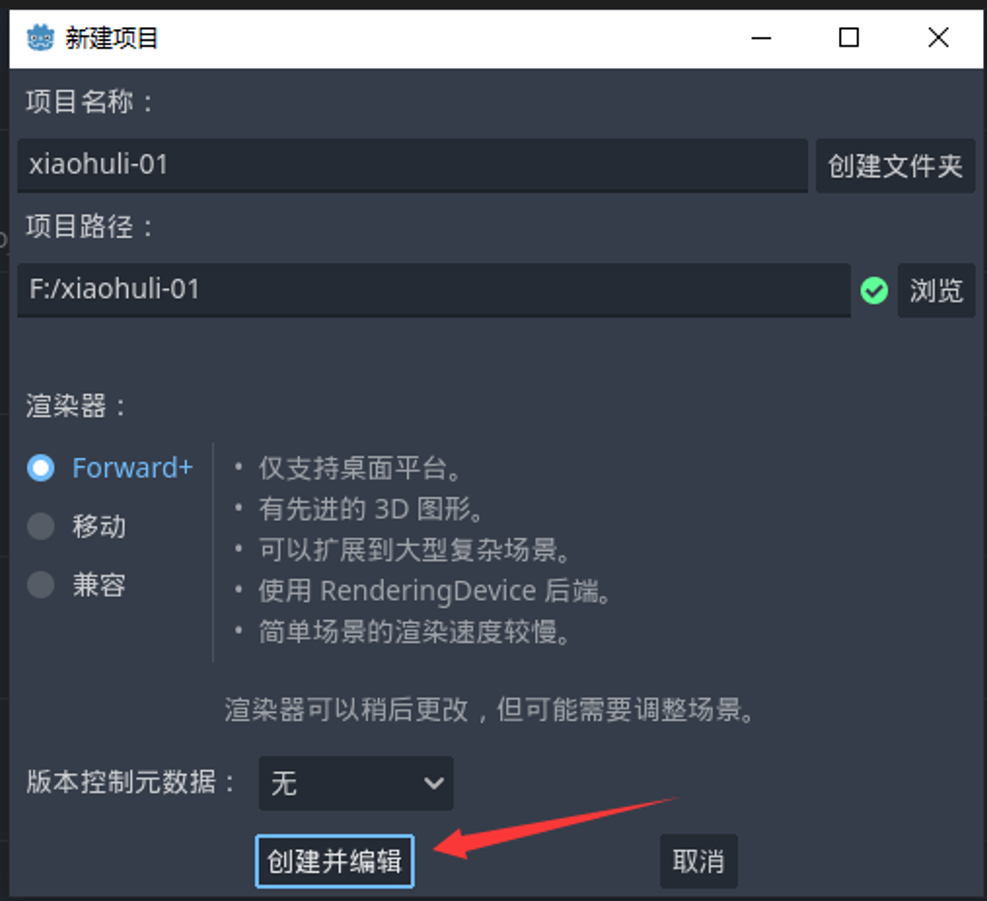 新建项目
项目名称：
xiaohuli-01
创建文件夹
项目路径：
F:/xiaohuli-01
浏览
渲染器：
Forward+
移动
兼容
• 仅支持桌面平台。
• 有先进的 3D 图形。
• 可以扩展到大型复杂场景。
• 使用 RenderingDevice 后端。
• 简单场景的渲染速度较慢。
渲染器可以稍后更改，但可能需要调整场景。
版本控制元数据：
无
创建并编辑
取消